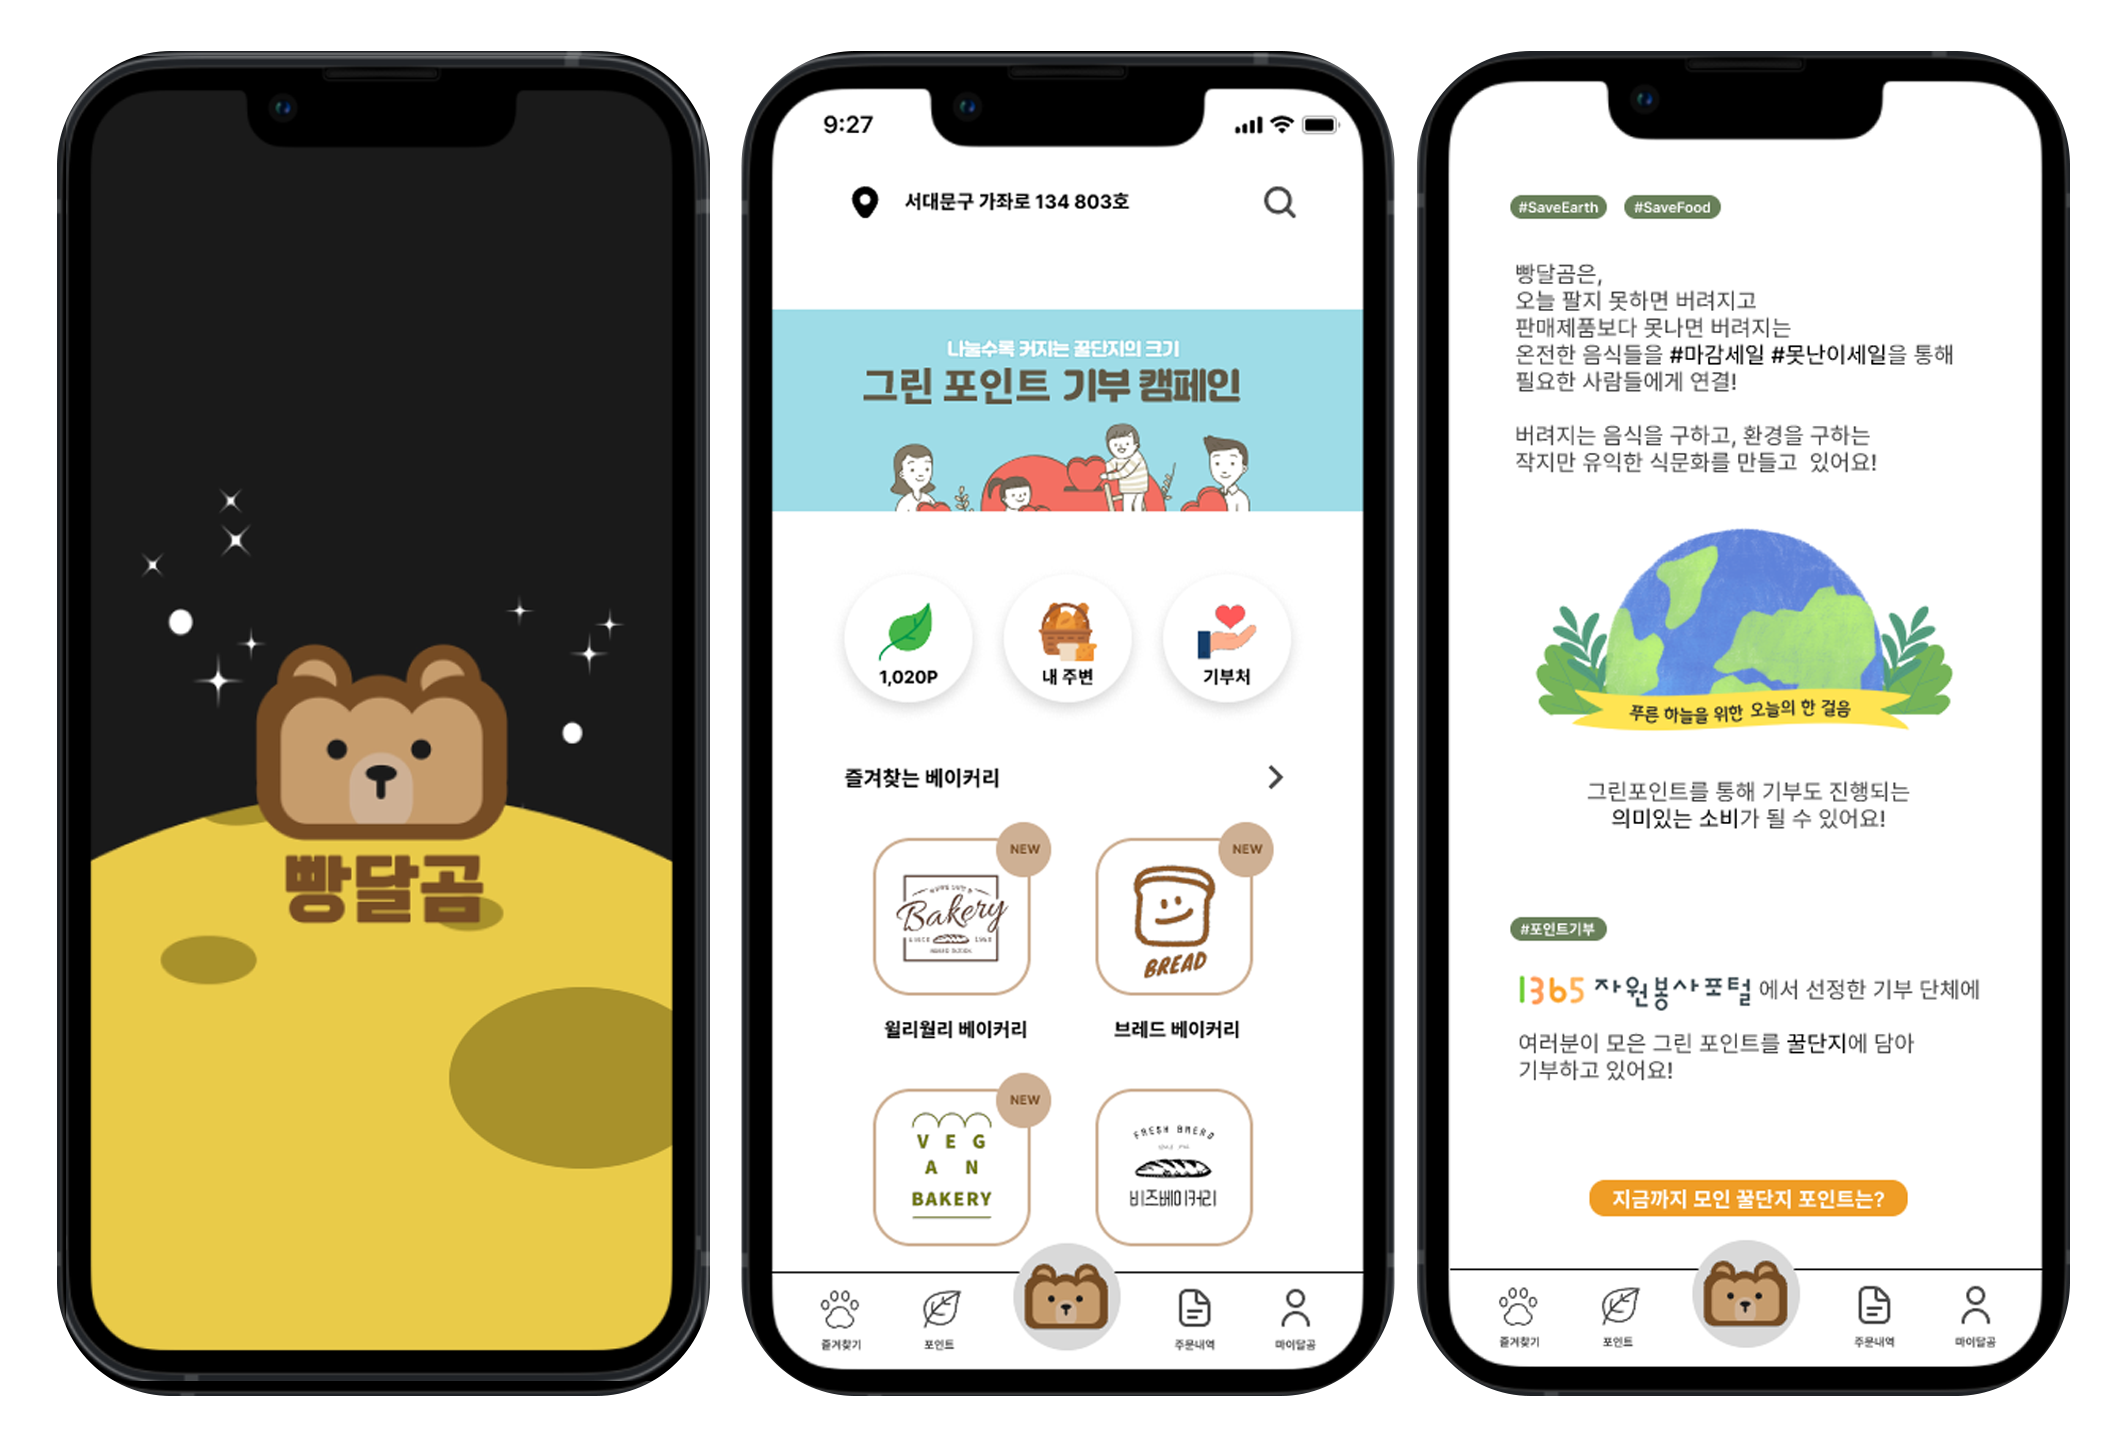 빵달곰
9:27
서대문구 가좌로 134 803호
나눌수록 커지는 꿀단지의 크기
그린 포인트 기부 캠페인
1,020P
내 주변
기부처
즐겨찾는 베이커리
NEW
NEW
Bakery
BREAD
윌리월리 베이커리
브레드 베이커리
NEW
VEG
AN
BAKERY
FRESH BREAD
비즈베이커리
즐겨찾기
포인트
주문내역
마이달곰
#SaveEarth
#SaveFood
빵달곰은,
오늘 팔지 못하면 버려지고
판매제품보다 못나면 버려지는
온전한 음식들을 #마감세일 #못난이세일을 통해
필요한 사람들에게 연결!
버려지는 음식을 구하고, 환경을 구하는
작지만 유익한 식문화를 만들고 있어요!
푸른 하늘을 위한 오늘의 한 걸음
그린포인트를 통해 기부도 진행되는
의미있는 소비가 될 수 있어요!
#포인트기부
1365 자원봉사포털 에서 선정한 기부 단체에
여러분이 모은 그린 포인트를 꿀단지에 담아
기부하고 있어요!
지금까지 모인 꿀단지 포인트는?
즐겨찾기
포인트
주문내역
마이달곰